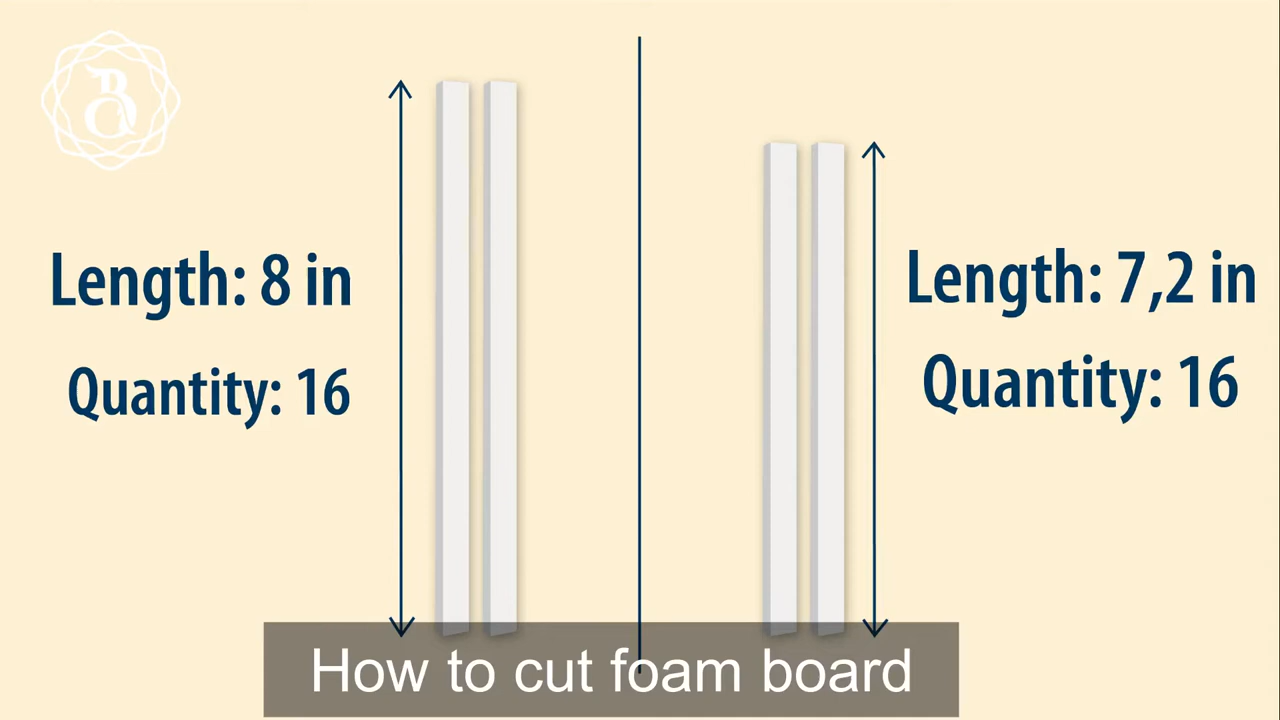 Length: 8 in
Quantity: 16
Length: 7,2 in
Quantity: 16
How to cut foam board